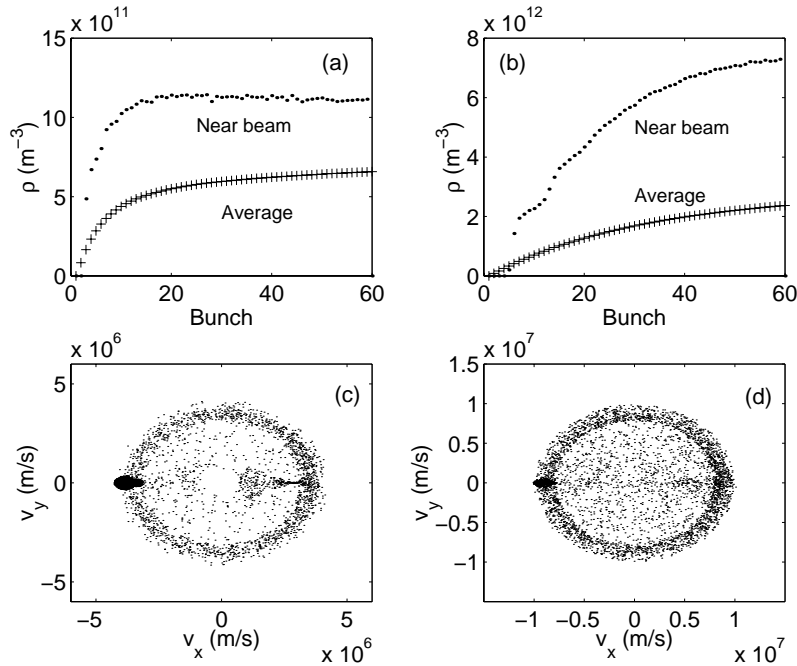 x 10^11
15
10
5
0
0
20
40
60
ρ (m^−3)
Bunch
(a)
Near beam
Average
x 10^12
8
6
4
2
0
0
20
40
60
ρ (m^−3)
Bunch
(b)
Near beam
Average
x 10^6
5
0
−5
−5
0
5
v_y (m/s)
v_x (m/s)
x 10^6
(c)
x 10^7
1.5
1
0.5
0
−0.5
−1
−1
−0.5
0
0.5
1
v_y (m/s)
v_x (m/s)
x 10^7
(d)